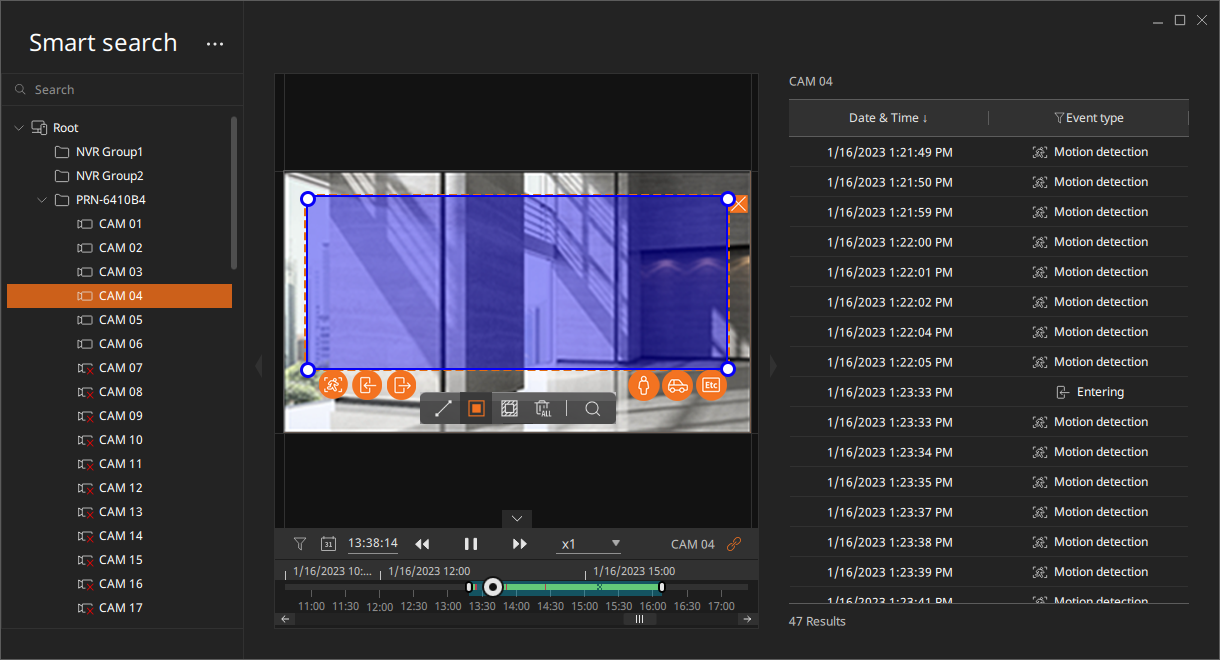 Smart search
Search
Root
NVR Group1
NVR Group2
PRN-6410B4
CAM 01
CAM 02
CAM 03
CAM 04
CAM 05
CAM 06
CAM 07
CAM 08
CAM 09
CAM 10
CAM 11
CAM 12
CAM 13
CAM 14
CAM 15
CAM 16
CAM 17
Etc
ALL
31 13:38:14 x1 CAM 04
1/16/2023 10:... 1/16/2023 12:00 1/16/2023 15:00
11:00 11:30 12:00 12:30 13:00 13:30 14:00 14:30 15:00 15:30 16:00 16:30 17:00
CAM 04
Date & Time ↓ Event type
1/16/2023 1:21:49 PM Motion detection
1/16/2023 1:21:50 PM Motion detection
1/16/2023 1:21:59 PM Motion detection
1/16/2023 1:22:00 PM Motion detection
1/16/2023 1:22:01 PM Motion detection
1/16/2023 1:22:02 PM Motion detection
1/16/2023 1:22:04 PM Motion detection
1/16/2023 1:22:05 PM Motion detection
1/16/2023 1:23:33 PM Entering
1/16/2023 1:23:33 PM Motion detection
1/16/2023 1:23:34 PM Motion detection
1/16/2023 1:23:35 PM Motion detection
1/16/2023 1:23:37 PM Motion detection
1/16/2023 1:23:38 PM Motion detection
1/16/2023 1:23:39 PM Motion detection
1/16/2023 1:23:41 PM Motion detection
47 Results